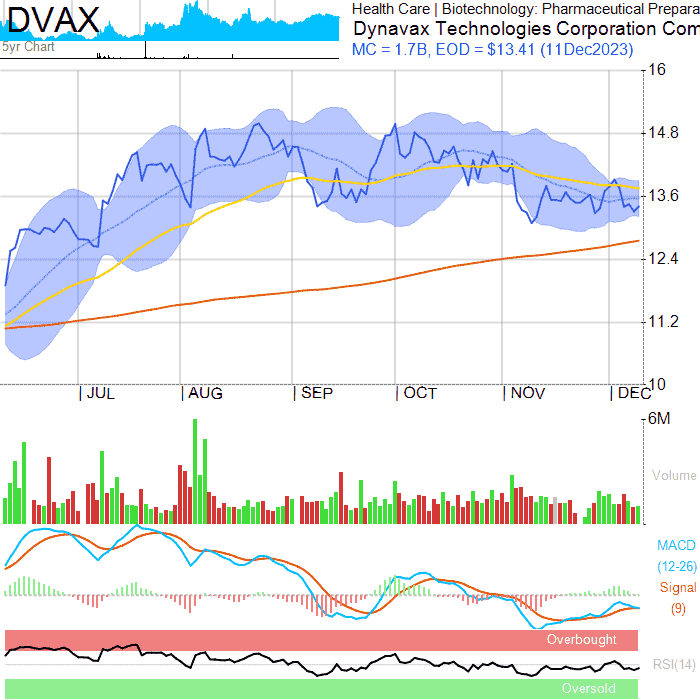 DVAX
5yr Chart
Health Care | Biotechnology: Pharmaceutical Prepara
Dynavax Technologies Corporation Com
MC = 1.7B, EOD = $13.41 (11Dec2023)
16
14.8
13.6
12.4
11.2
10
JUL AUG SEP OCT NOV DEC
6M
Volume
MACD
(12-26)
Signal
(9)
Overbought
RSI(14)
Oversold